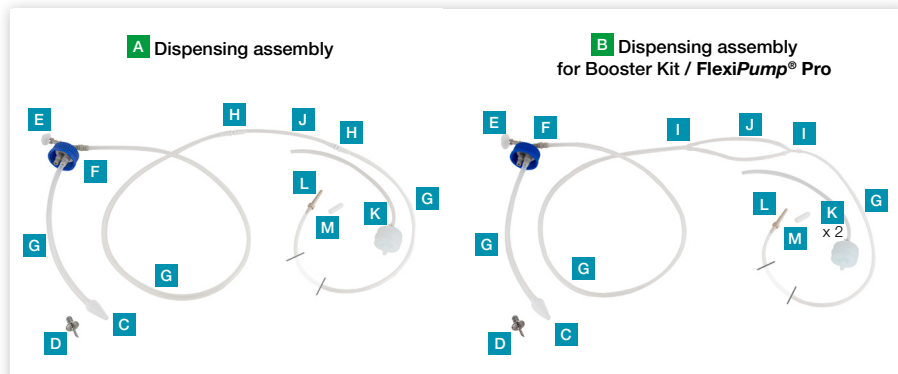 A Dispensing assembly
E
F
H
J
H
L
M
K
G
G
G
D
C
B Dispensing assembly
for Booster Kit / FlexiPump® Pro
E
F
I
J
I
L
M
K
x 2
G
G
G
D
C